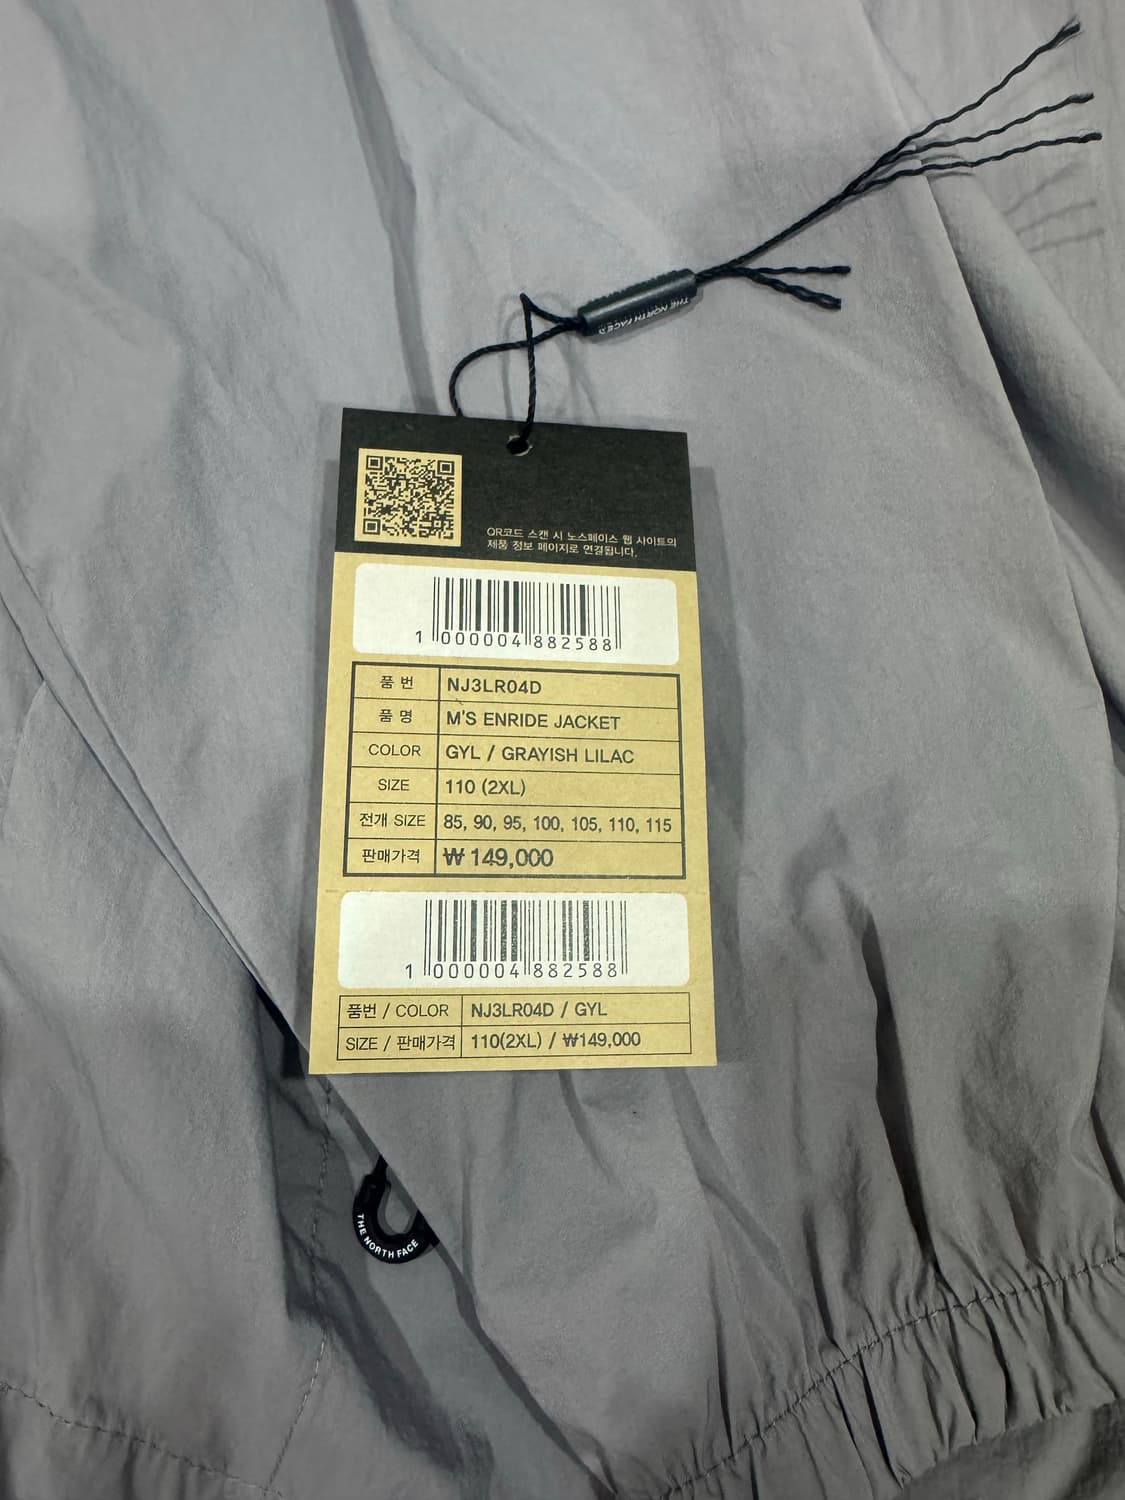 THE NORTH FACE
QR코드 스캔 시 노스페이스 웹 사이트의
제품 정보 페이지로 연결됩니다.
1 000004 882588
품 번 NJ3LR04D
품 명 M'S ENRIDE JACKET
COLOR GYL / GRAYISH LILAC
SIZE 110 (2XL)
전개 SIZE 85, 90, 95, 100, 105, 110, 115
판매가격 ₩ 149,000
1 000004 882588
품번 / COLOR NJ3LR04D / GYL
SIZE / 판매가격 110(2XL) / ₩149,000
THE NORTH FACE